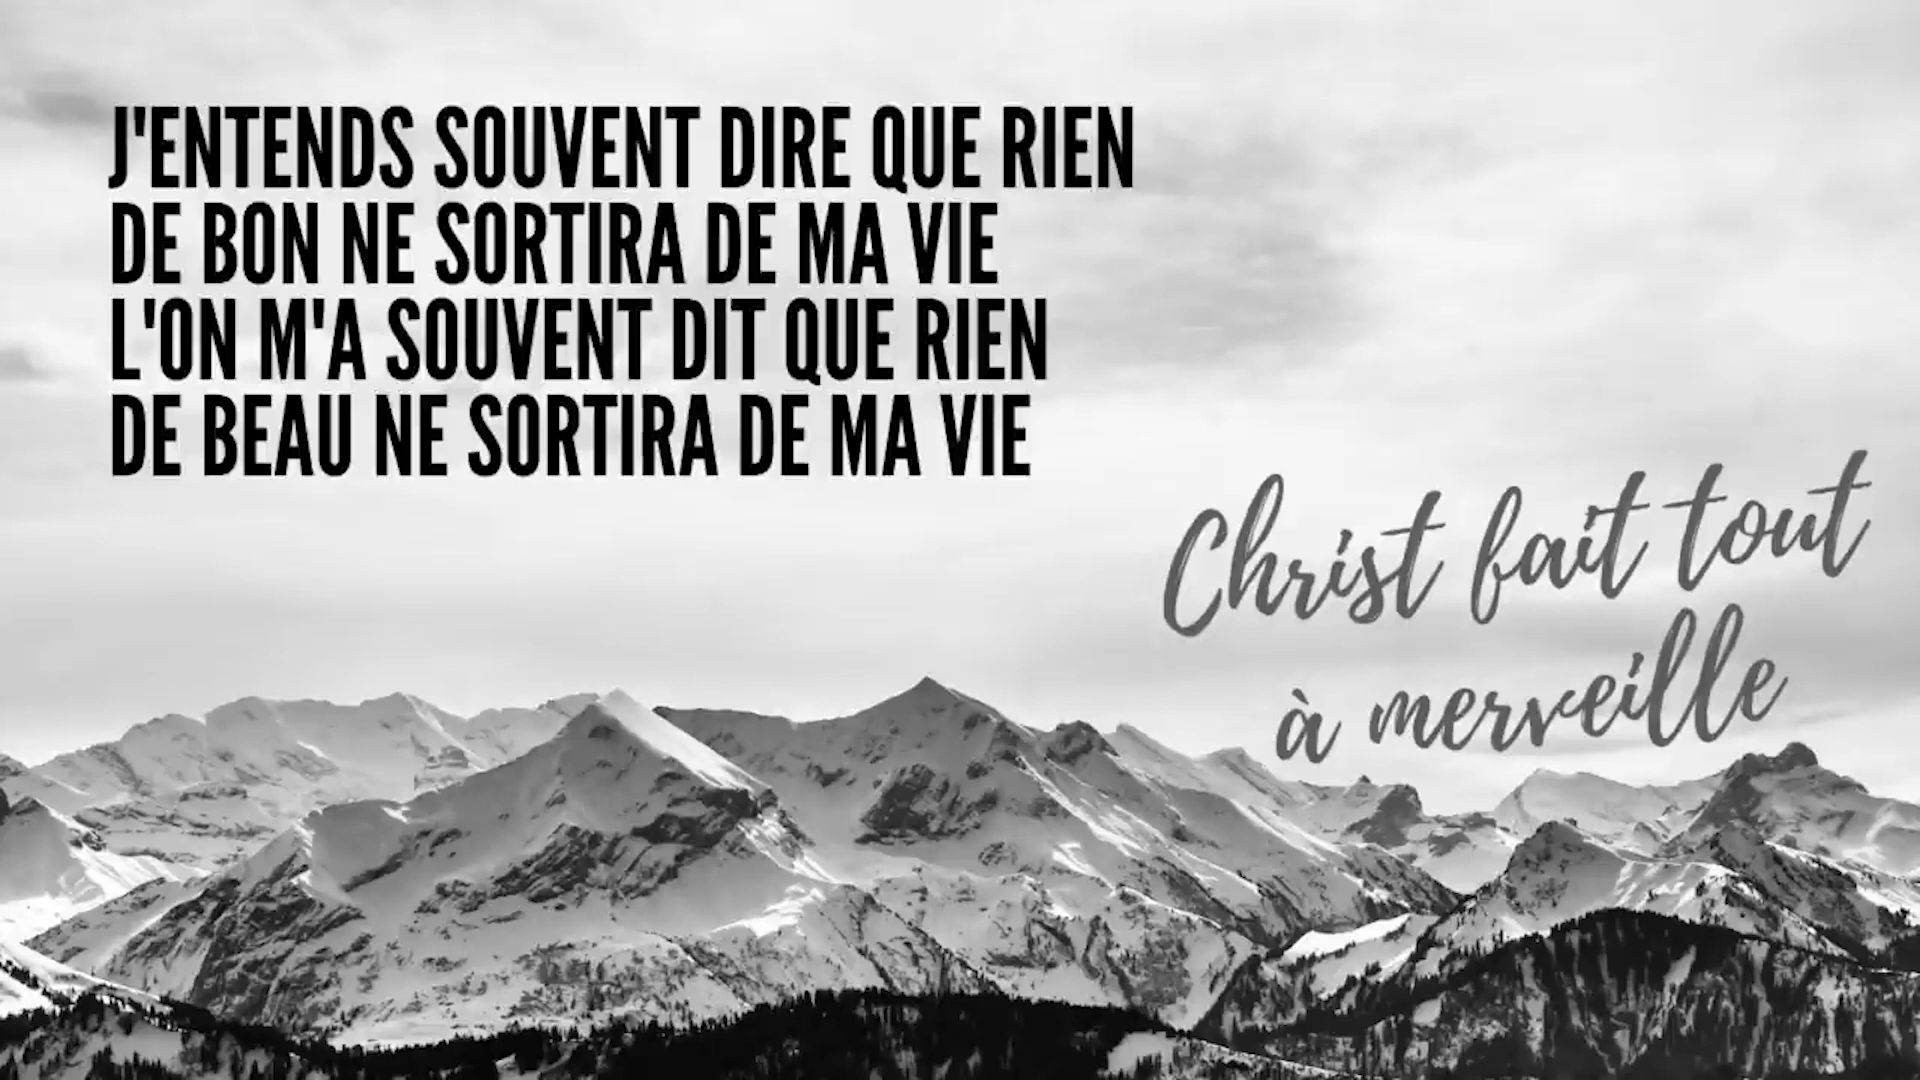 J'ENTENDS SOUVENT DIRE QUE RIEN
DE BON NE SORTIRA DE MA VIE
L'ON M'A SOUVENT DIT QUE RIEN
DE BEAU NE SORTIRA DE MA VIE
Christ fait tout
à merveille